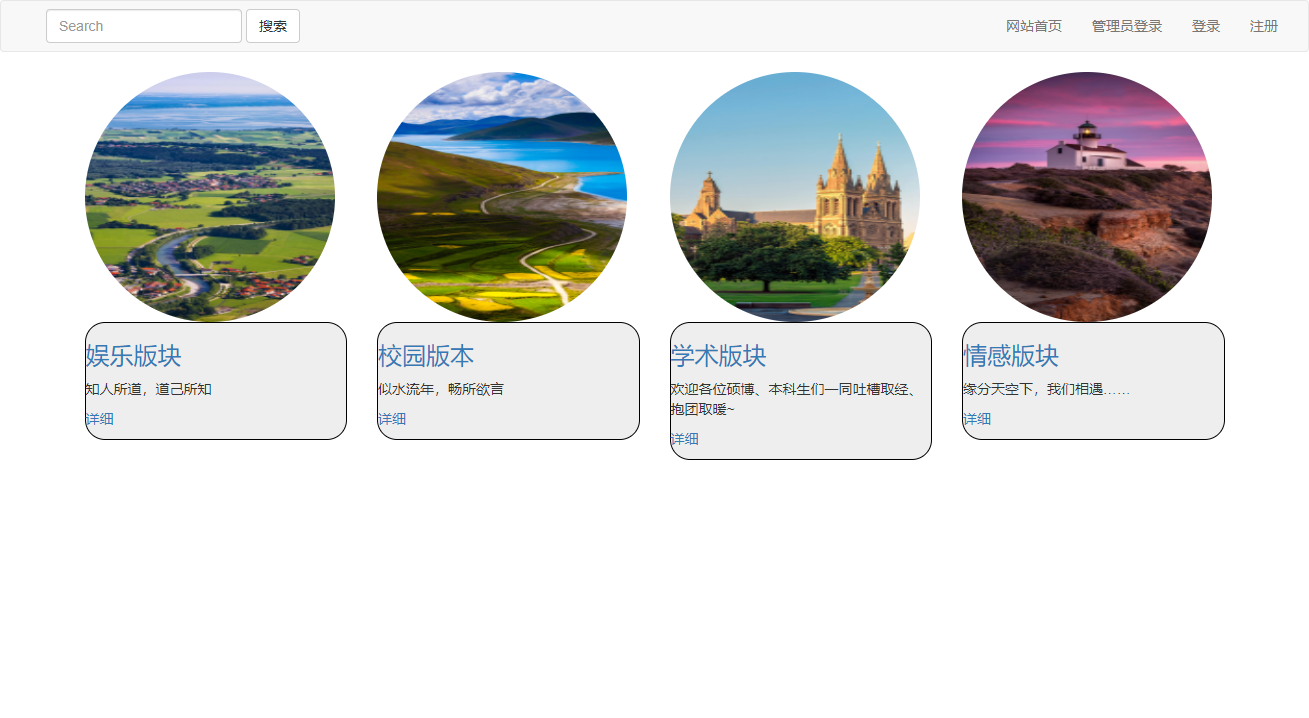 Search 搜索 网站首页 管理员登录 登录 注册
娱乐版块
知人所道，道己所知
详细
校园版本
似水流年，畅所欲言
详细
学术版块
欢迎各位硕博、本科生们一同吐槽取经、
抱团取暖~
详细
情感版块
缘分天空下，我们相遇……
详细